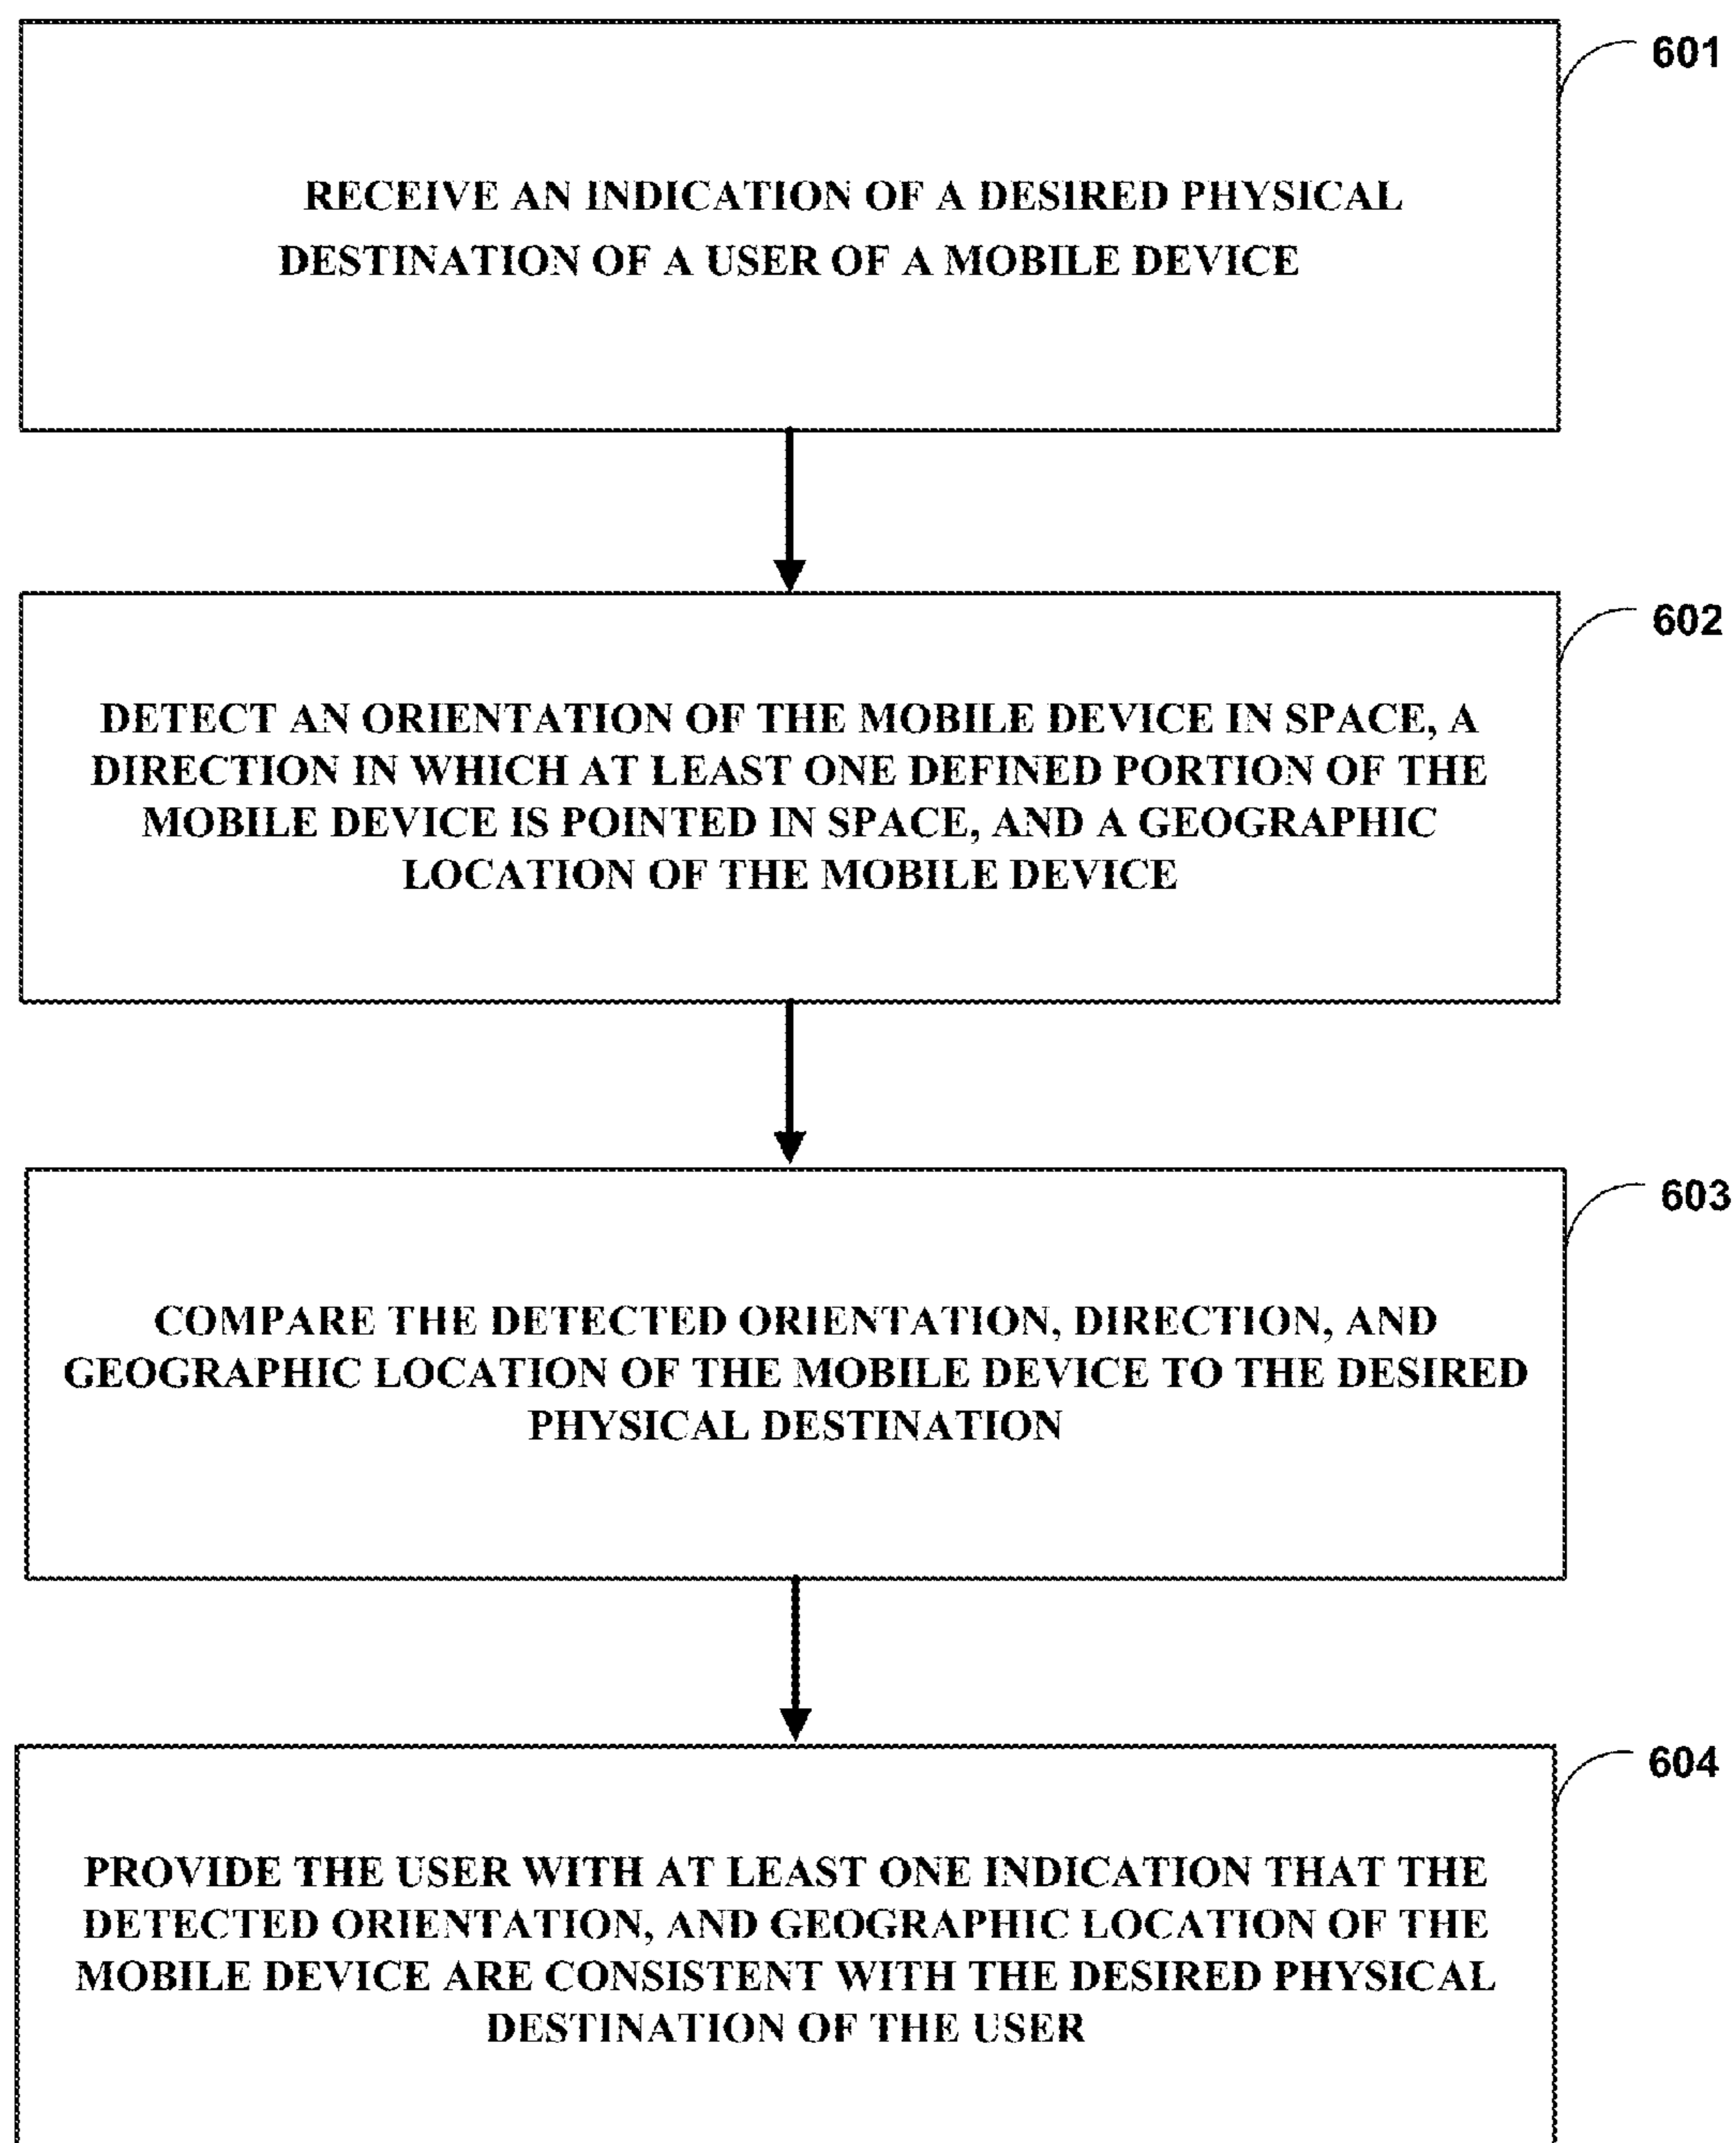 601
RECEIVE AN INDICATION OF A DESIRED PHYSICAL
DESTINATION OF A USER OF A MOBILE DEVICE
602
DETECT AN ORIENTATION OF THE MOBILE DEVICE IN SPACE, A
DIRECTION IN WHICH AT LEAST ONE DEFINED PORTION OF THE
MOBILE DEVICE IS POINTED IN SPACE, AND A GEOGRAPHIC
LOCATION OF THE MOBILE DEVICE
603
COMPARE THE DETECTED ORIENTATION, DIRECTION, AND
GEOGRAPHIC LOCATION OF THE MOBILE DEVICE TO THE DESIRED
PHYSICAL DESTINATION
604
PROVIDE THE USER WITH AT LEAST ONE INDICATION THAT THE
DETECTED ORIENTATION, AND GEOGRAPHIC LOCATION OF THE
MOBILE DEVICE ARE CONSISTENT WITH THE DESIRED PHYSICAL
DESTINATION OF THE USER